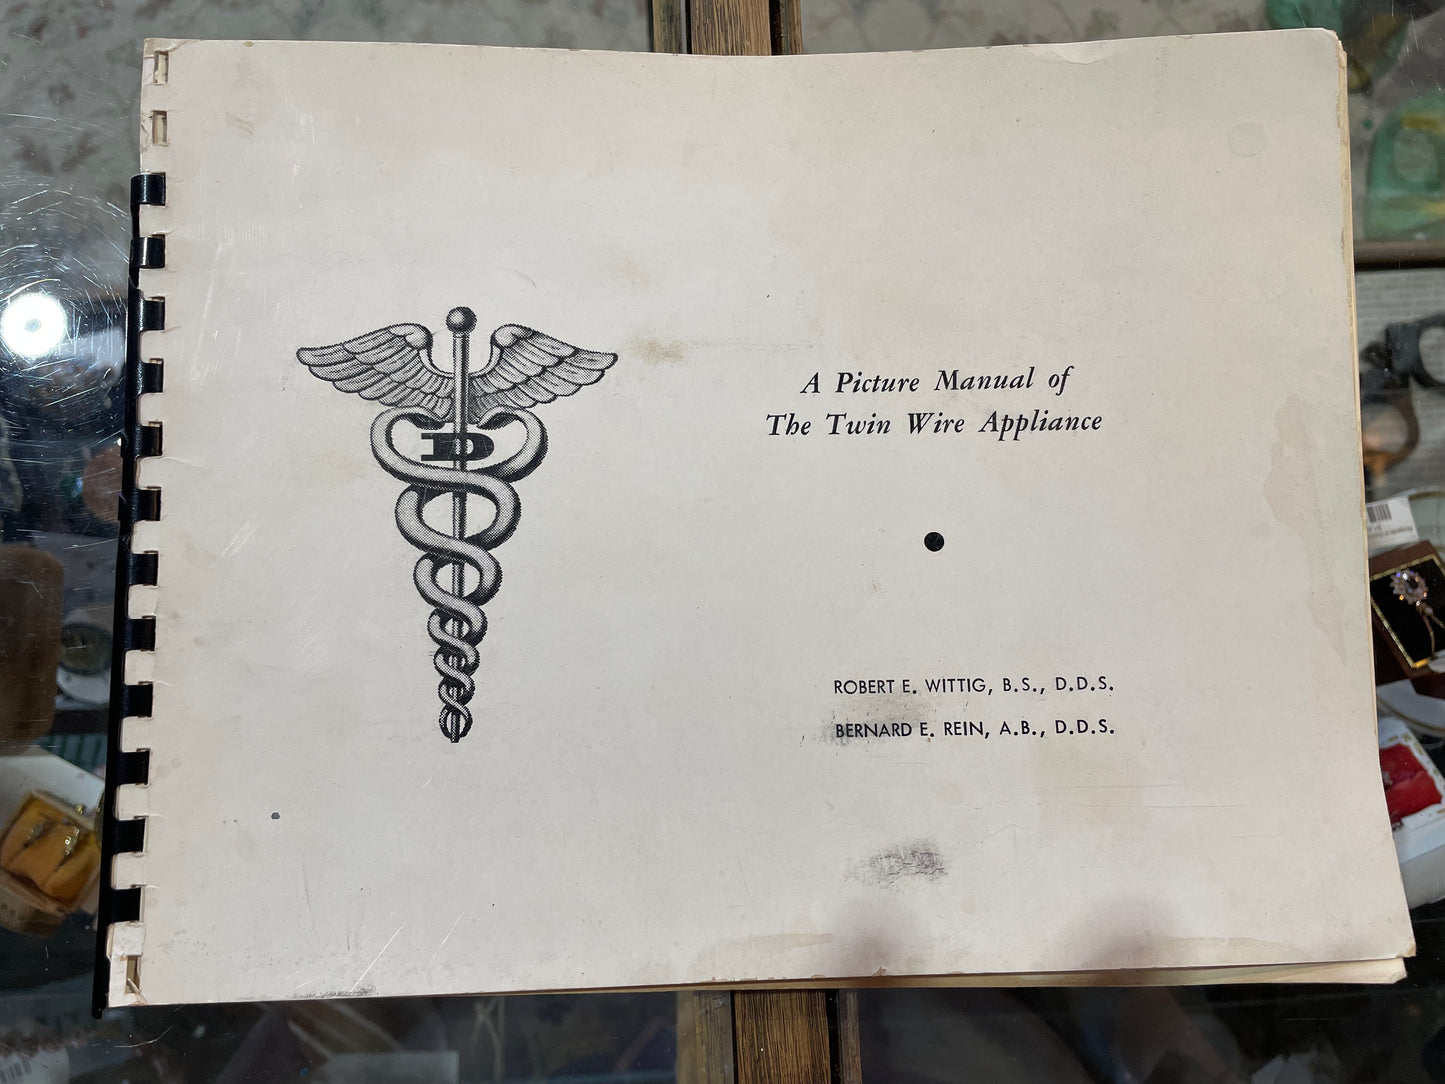 D
A Picture Manual of
The Twin Wire Appliance
ROBERT E. WITTIG, B.S., D.D.S.
BERNARD E. REIN, A.B., D.D.S.